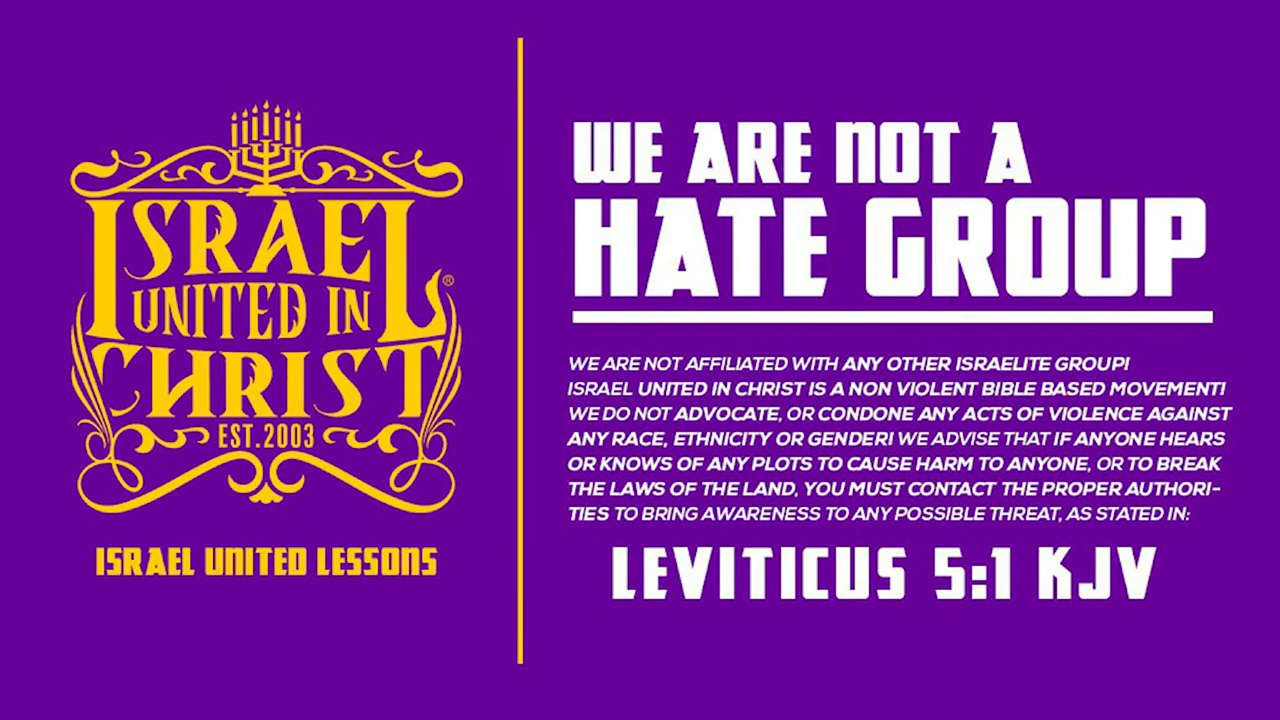 ISRAEL
UNITED IN
CHRIST
EST.2003
®
ISRAEL UNITED LESSONS
WE ARE NOT A
HATE GROUP
WE ARE NOT AFFILIATED WITH ANY OTHER ISRAELITE GROUP!
ISRAEL UNITED IN CHRIST IS A NON VIOLENT BIBLE BASED MOVEMENT!
WE DO NOT ADVOCATE, OR CONDONE ANY ACTS OF VIOLENCE AGAINST
ANY RACE, ETHNICITY OR GENDER! WE ADVISE THAT IF ANYONE HEARS
OR KNOWS OF ANY PLOTS TO CAUSE HARM TO ANYONE, OR TO BREAK
THE LAWS OF THE LAND, YOU MUST CONTACT THE PROPER AUTHORI-
TIES TO BRING AWARENESS TO ANY POSSIBLE THREAT, AS STATED IN:
LEVITICUS 5:1 KJV